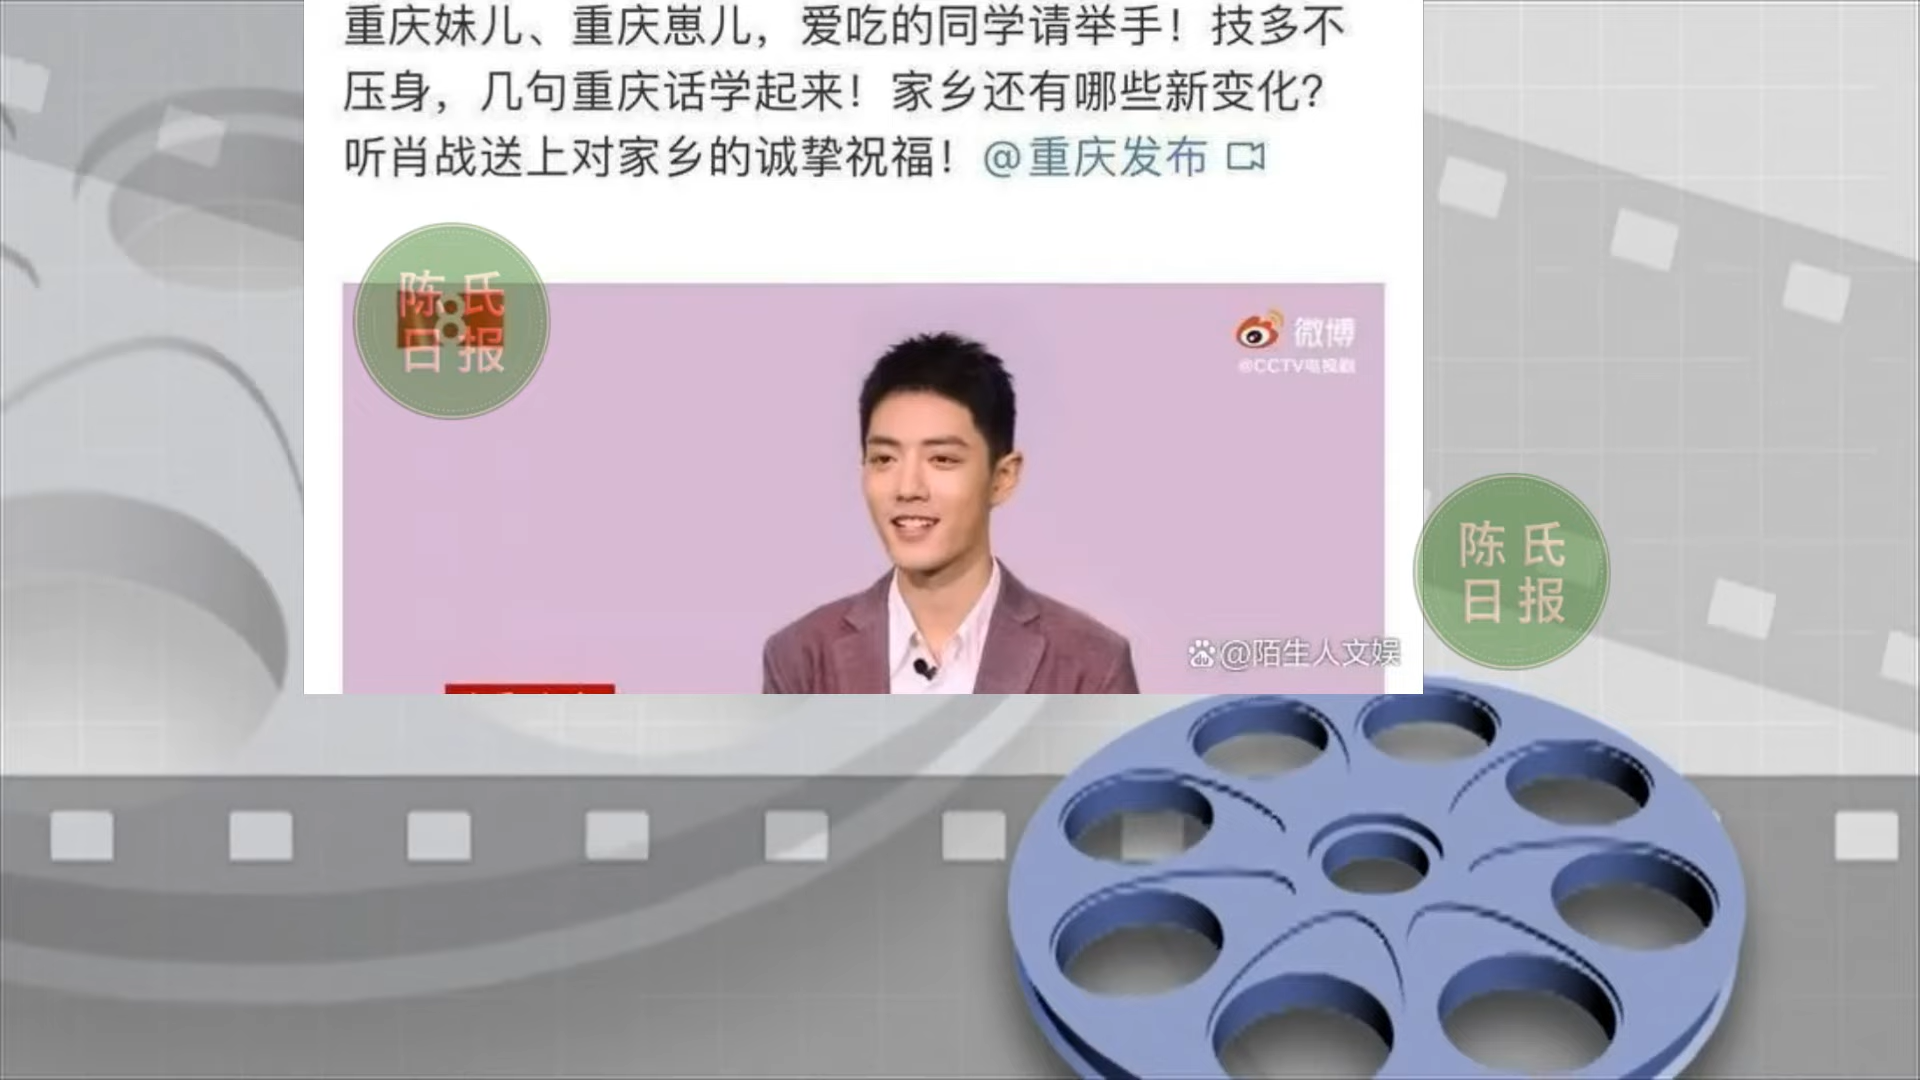 重庆妹儿、重庆崽儿，爱吃的同学请举手！技多不
压身，几句重庆话学起来！家乡还有哪些新变化？
听肖战送上对家乡的诚挚祝福！@重庆发布
陈氏
日报
8
微博
@CCTV电视剧
陈氏
日报
@陌生人文娱